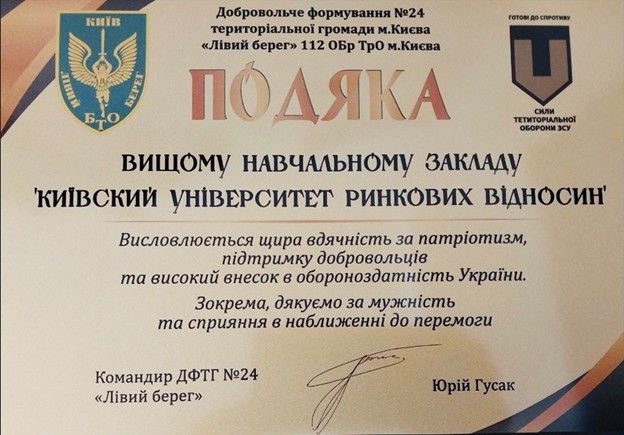 Добровольче формування №24
територіальної громади м.Києва
«Лівий берег» 112 ОБр ТрО м.Києва
КИЇВ
ЛІВИЙ
БЕРЕГ
БТО
ГОТОВІ ДО СПРОТИВУ
СИЛИ
ТЕТИТОРІАЛЬНОЇ
ОБОРОНИ ЗСУ
ПОДЯКА
ВИЩОМУ НАВЧАЛЬНОМУ ЗАКЛАДУ
'КИЇВСКИЙ УНІВЕРСИТЕТ РИНКОВИХ ВІДНОСИН'
Висловлюється щира вдячність за патріотизм,
підтримку добровольців
та високий внесок в обороноздатність України.
Зокрема, дякуємо за мужність
та сприяння в наближенні до перемоги
Командир ДФТГ №24
«Лівий берег»
Юрій Гусак